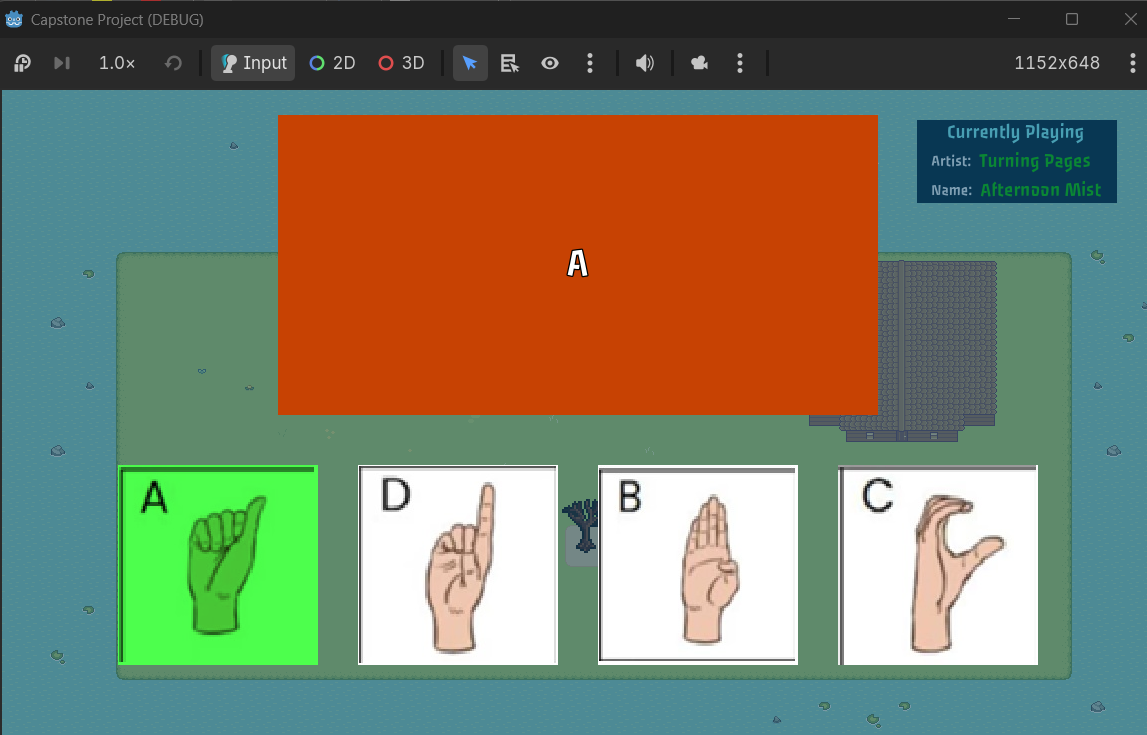 Capstone Project (DEBUG)
1.0× Input 2D 3D 1152x648
Currently Playing
Artist: Turning Pages
Name: Afternoon Mist
A
A D B C